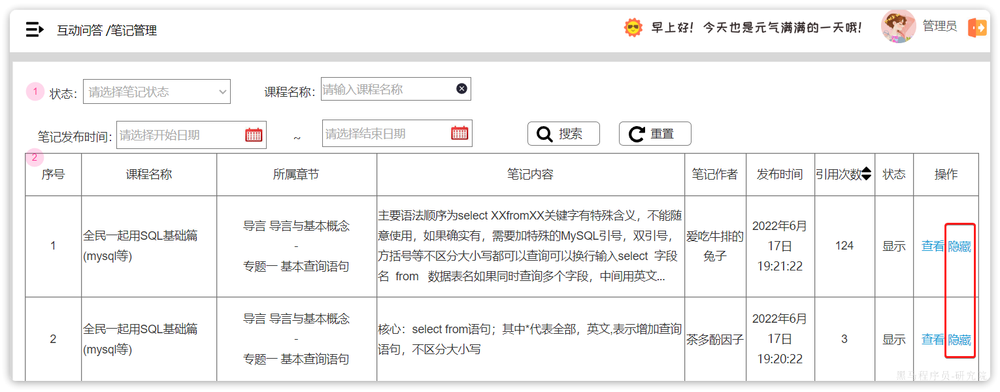 互动问答 /笔记管理
早上好！今天也是元气满满的一天哦！
管理员
1
状态：
请选择笔记状态
课程名称：
请输入课程名称
笔记发布时间：
请选择开始日期
~
请选择结束日期
搜索
重置
2
序号
课程名称
所属章节
笔记内容
笔记作者
发布时间
引用次数
状态
操作
1
全民一起用SQL基础篇
(mysql等)
导言 导言与基本概念
-
专题一 基本查询语句
主要语法顺序为select XXfromXX关键字有特殊含义，不能随
意使用，如果确实有，需要加特殊的MySQL引号，双引号，
方括号等不区分大小写都可以查询可以换行输入select 字段
名 from 数据表名如果同时查询多个字段，中间用英文...
爱吃牛排的
兔子
2022年6月
17日
19:21:22
124
显示
查看 隐藏
2
全民一起用SQL基础篇
(mysql等)
导言 导言与基本概念
-
专题一 基本查询语句
核心：select from语句；其中*代表全部，英文,表示增加查询
语句，不区分大小写
茶多酚因子
2022年6月
17日
19:20:22
3
显示
查看 隐藏
黑马程序员-研究院